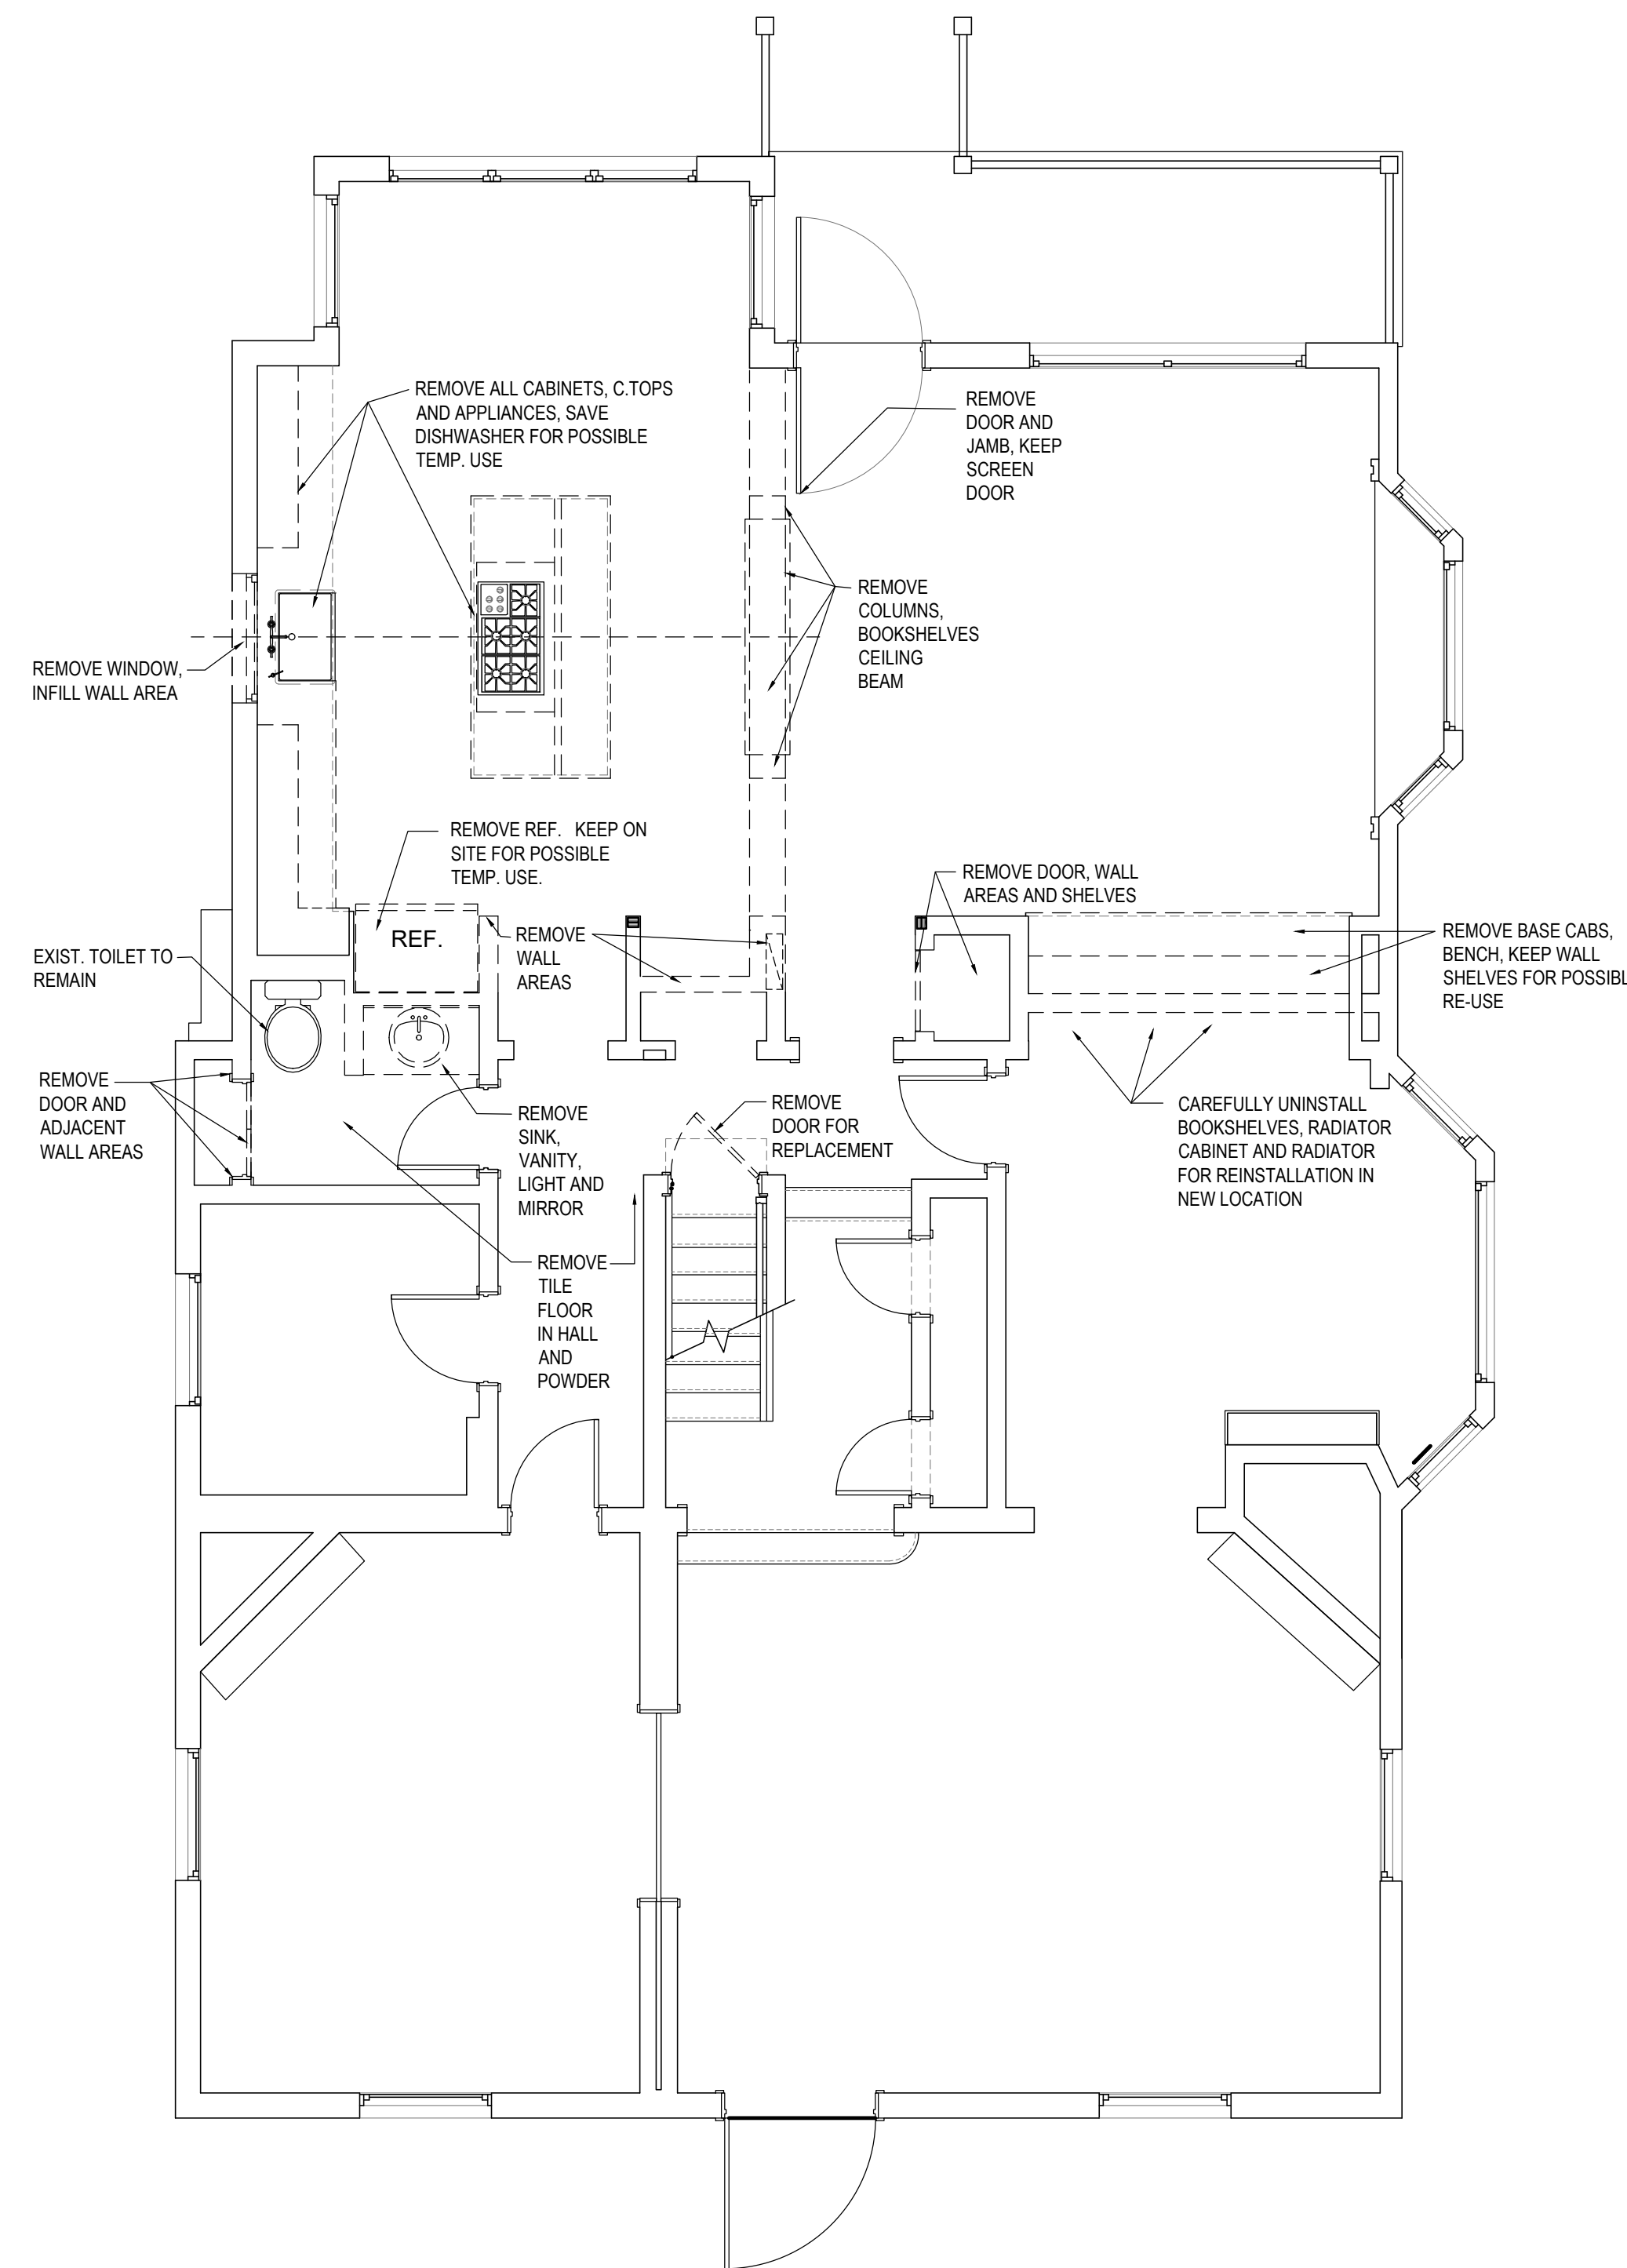 REMOVE ALL CABINETS, C.TOPS
AND APPLIANCES, SAVE
DISHWASHER FOR POSSIBLE
TEMP. USE
REMOVE
DOOR AND
JAMB, KEEP
SCREEN
DOOR
REMOVE
COLUMNS,
BOOKSHELVES
CEILING
BEAM
REMOVE WINDOW,
INFILL WALL AREA
REMOVE REF. KEEP ON
SITE FOR POSSIBLE
TEMP. USE.
REMOVE DOOR, WALL
AREAS AND SHELVES
REF.
REMOVE
WALL
AREAS
REMOVE BASE CABS,
BENCH, KEEP WALL
SHELVES FOR POSSIBL
RE-USE
EXIST. TOILET TO
REMAIN
REMOVE
DOOR AND
ADJACENT
WALL AREAS
REMOVE
SINK,
VANITY,
LIGHT AND
MIRROR
REMOVE
DOOR FOR
REPLACEMENT
CAREFULLY UNINSTALL
BOOKSHELVES, RADIATOR
CABINET AND RADIATOR
FOR REINSTALLATION IN
NEW LOCATION
REMOVE
TILE
FLOOR
IN HALL
AND
POWDER